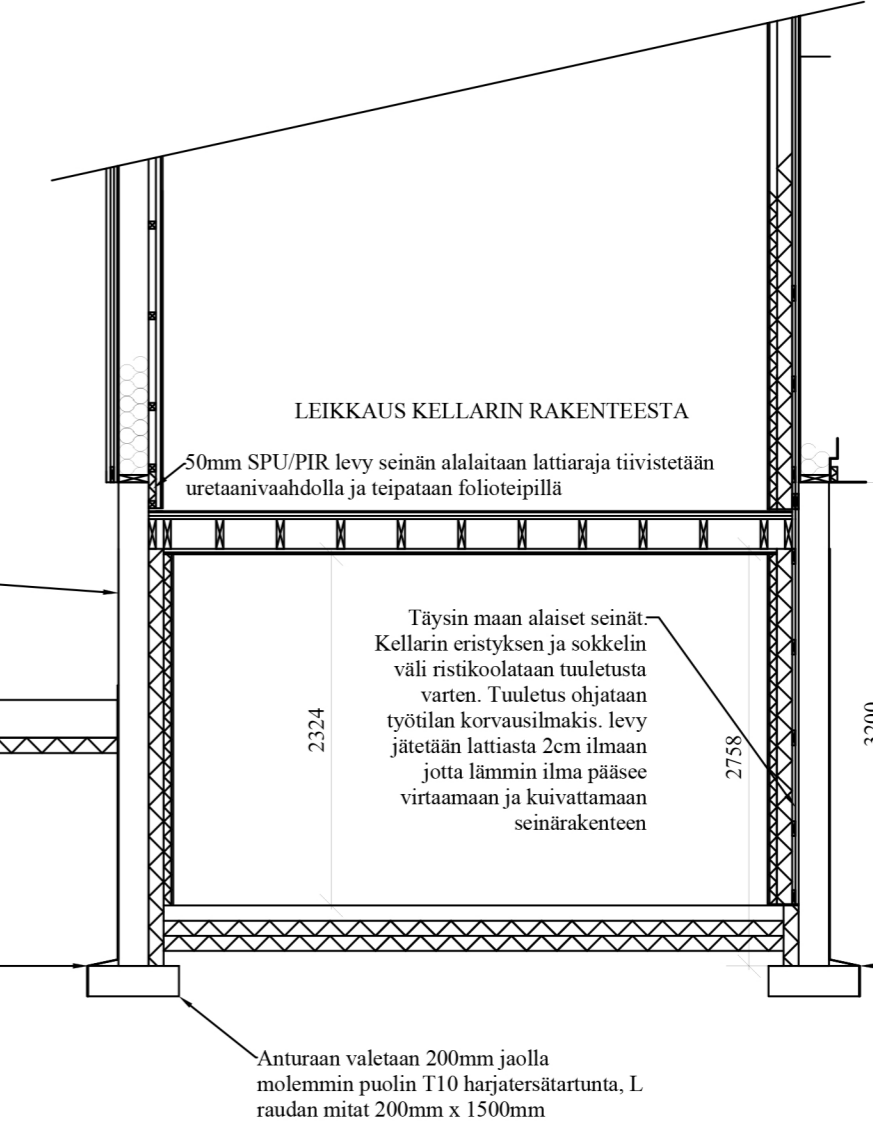 LEIKKAUS KELLARIN RAKENTEESTA
50mm SPU/PIR levy seinän alalaitaan lattiaraja tiivistetään
uretaanivaahdolla ja teipataan folioteipillä
Täysin maan alaiset seinät.
Kellarin eristyksen ja sokkelin
väli ristikoolataan tuuletusta
varten. Tuuletus ohjataan
työtilan korvausilmakis. levy
jätetään lattiasta 2cm ilmaan
jotta lämmin ilma pääsee
virtaamaan ja kuivattamaan
seinärakenteen
2324
2758
3200
Anturaan valetaan 200mm jaolla
molemmin puolin T10 harjatersätartunta, L
raudan mitat 200mm x 1500mm